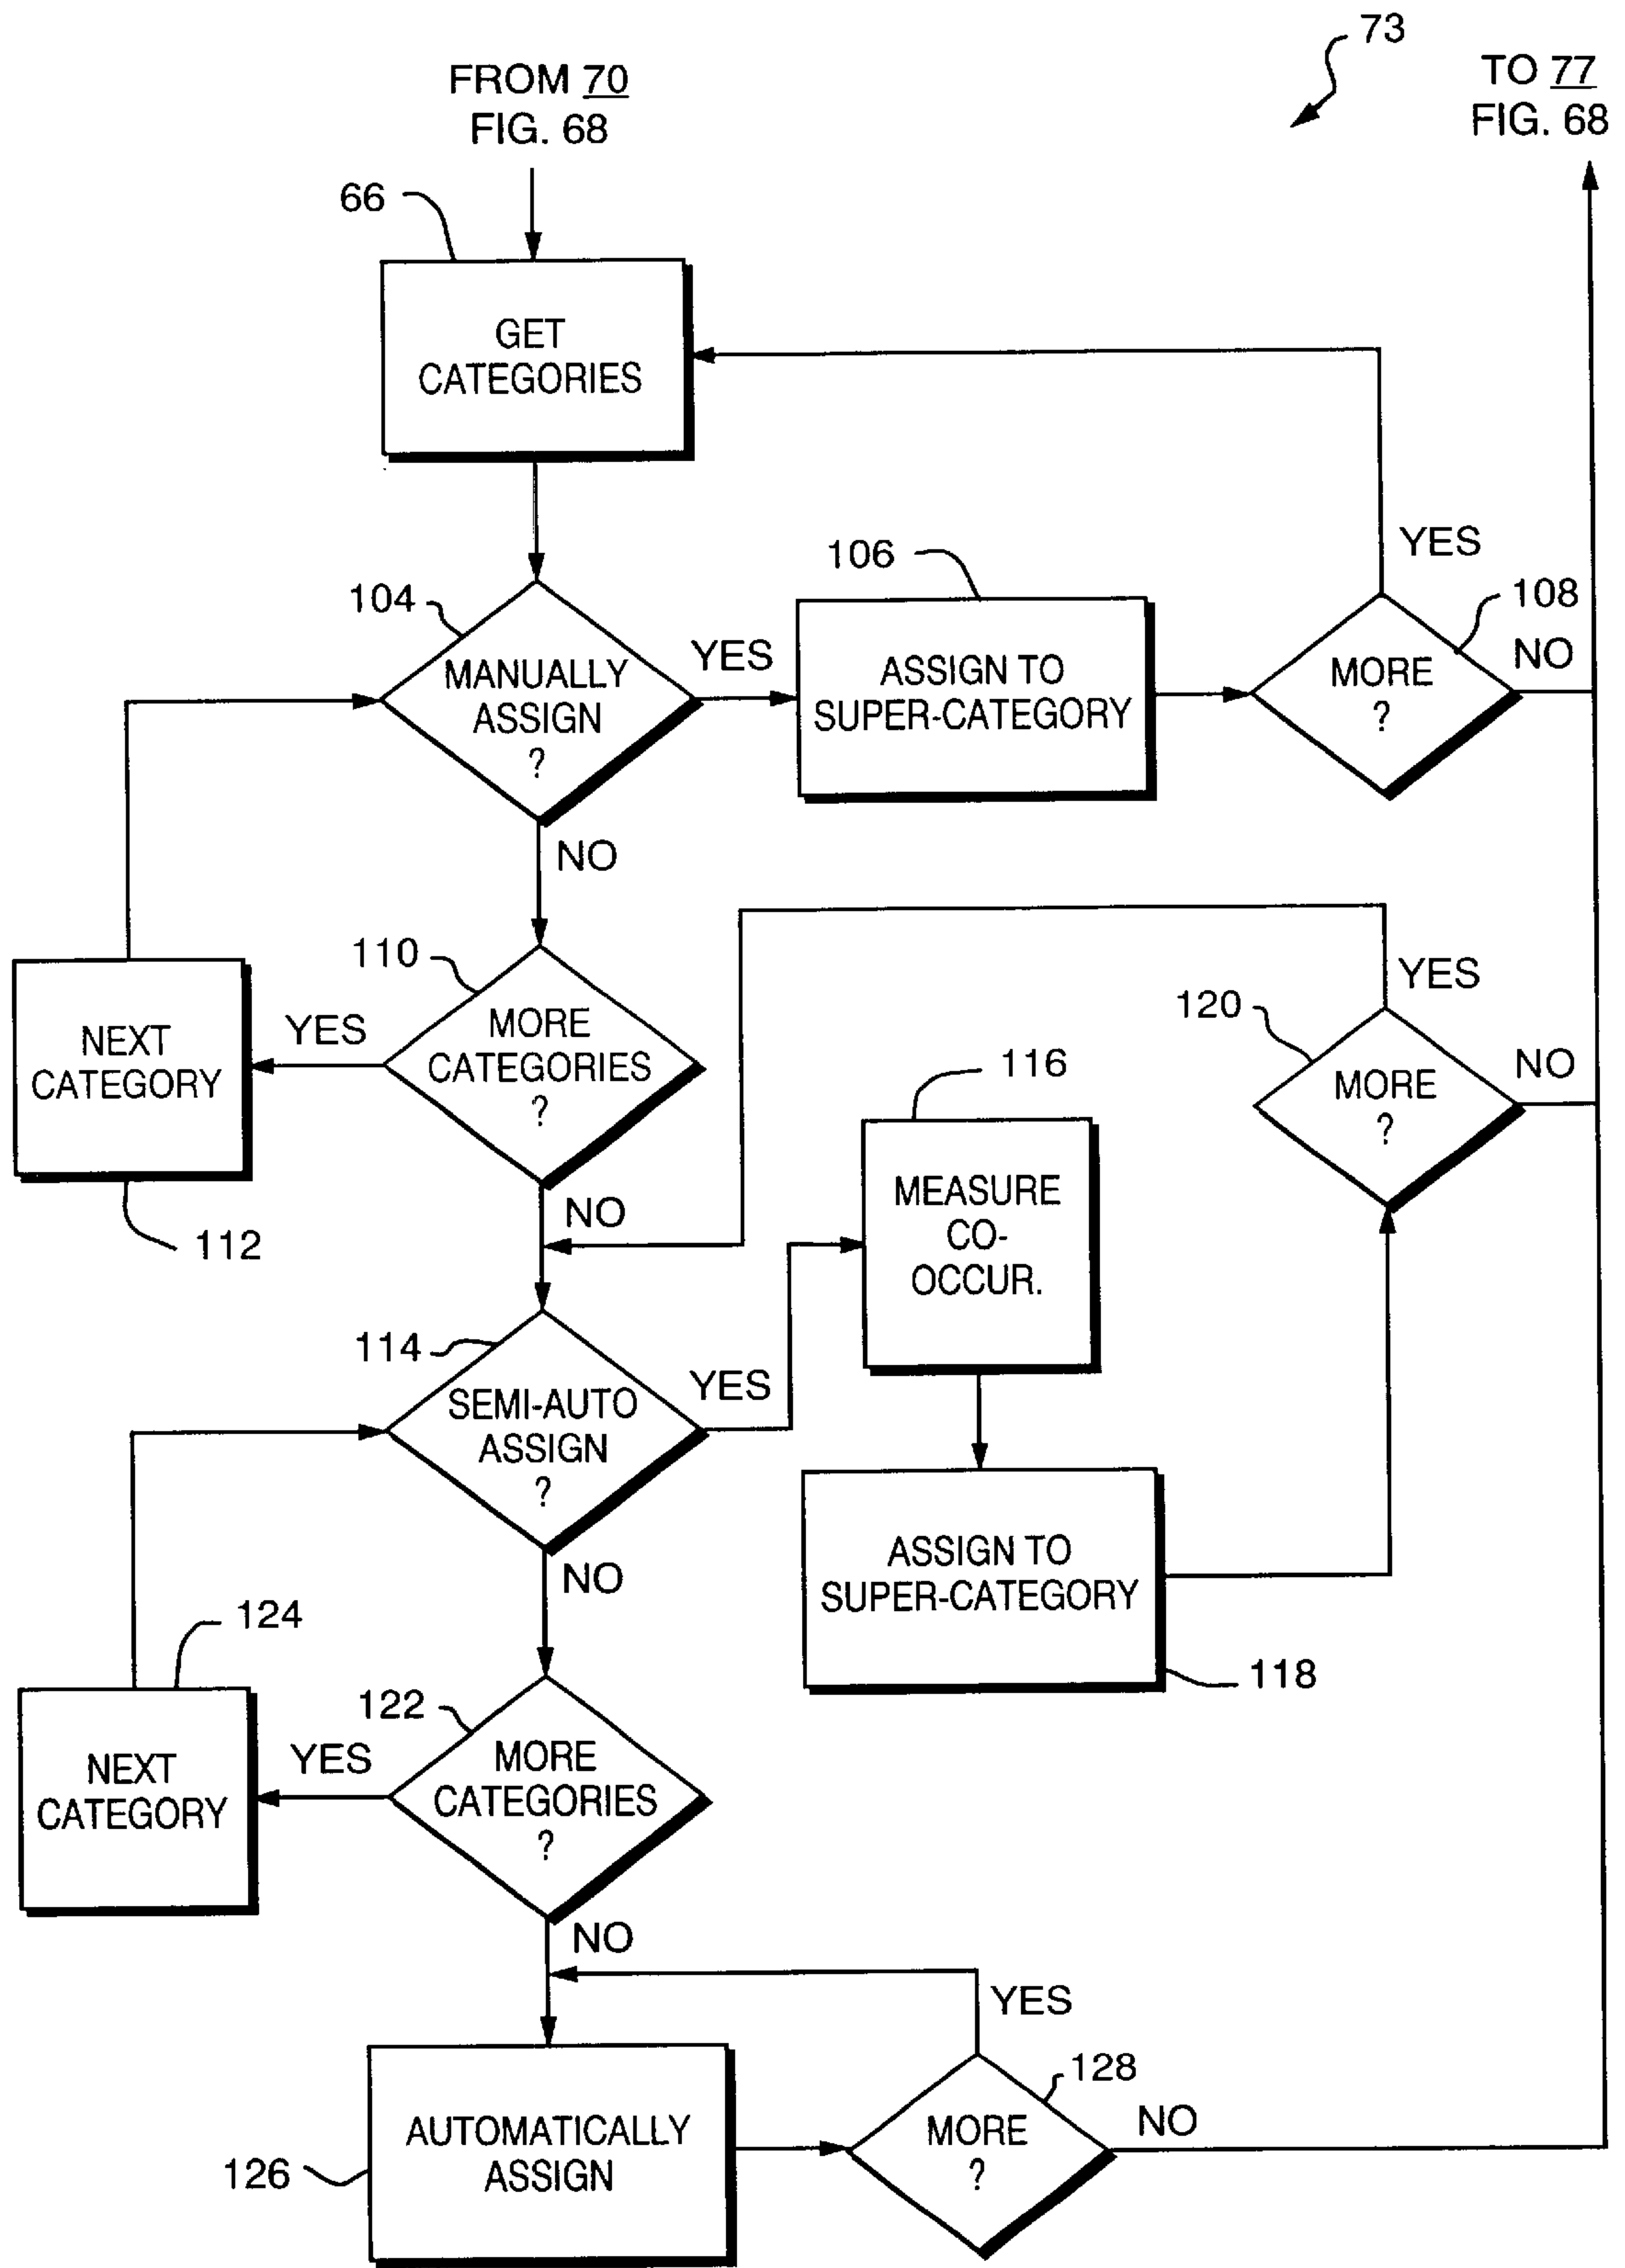 73
FROM 70
FIG. 68
TO 77
FIG. 68
66
GET
CATEGORIES
YES
106
108
104
NO
YES
MANUALLY
ASSIGN
?
ASSIGN TO
SUPER-CATEGORY
MORE
?
NO
110
YES
120
NEXT
CATEGORY
YES
MORE
CATEGORIES
?
116
MORE
?
NO
112
NO
MEASURE
CO-
OCCUR.
114
YES
SEMI-AUTO
ASSIGN
?
NO
ASSIGN TO
SUPER-CATEGORY
118
124
122
NEXT
CATEGORY
YES
MORE
CATEGORIES
?
NO
YES
128
AUTOMATICALLY
ASSIGN
126
MORE
?
NO